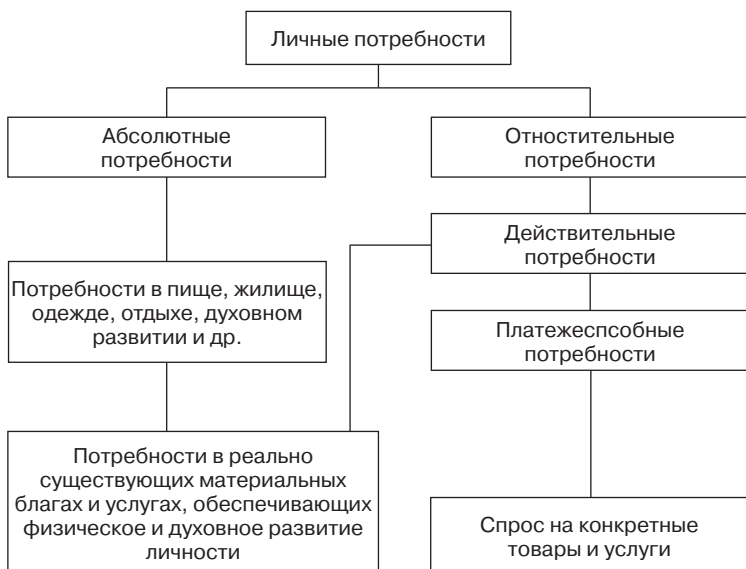 Личные потребности
Абсолютные
потребности
Отностительные
потребности
Действительные
потребности
Потребности в пище, жилище,
одежде, отдыхе, духовном
развитии и др.
Платежеспсобные
потребности
Потребности в реально
существующих материальных
благах и услугах, обеспечивающих
физическое и духовное развитие
личности
Спрос на конкретные
товары и услуги